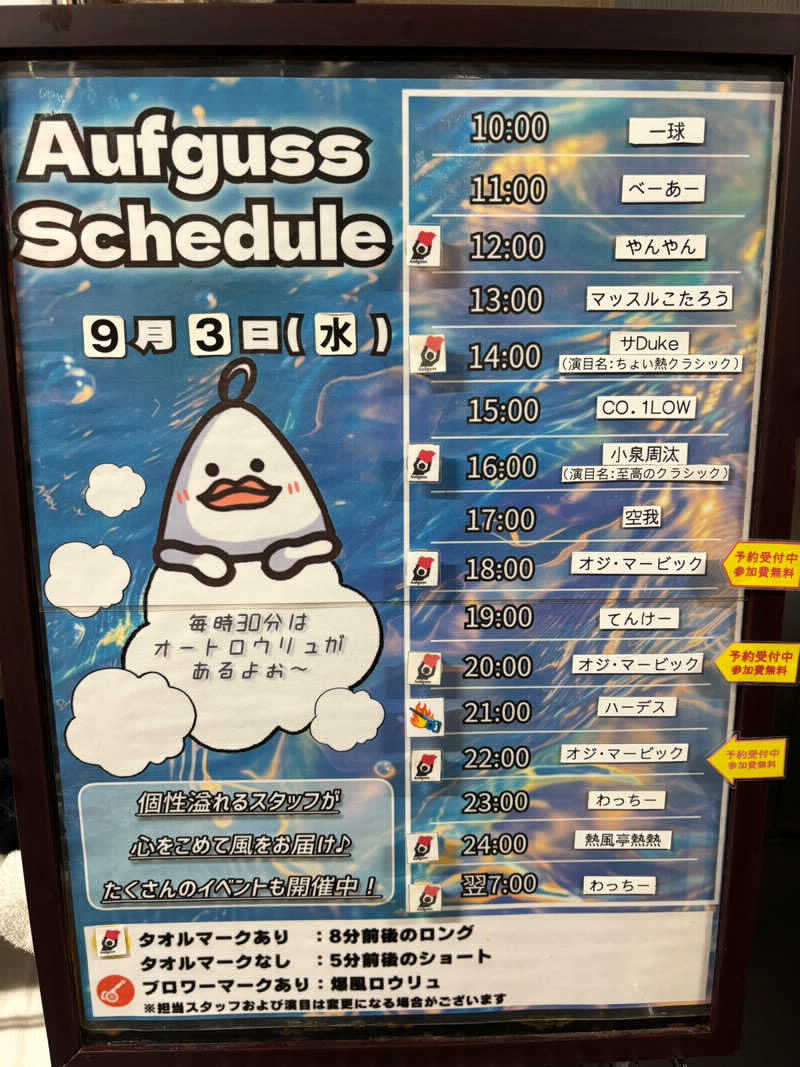 Aufguss
Schedule
9月3日(水)
10:00 一球
11:00 べーあー
12:00 やんやん
13:00 マッスルこたろう
14:00 サDuke
(演目名:ちょい熱クラシック)
15:00 CO.1LOW
16:00 小泉周汰
(演目名:至高のクラシック)
17:00 空我
18:00 オジ・マービック
予約受付中
参加費無料
19:00 てんけー
20:00 オジ・マービック
予約受付中
参加費無料
21:00 ハーデス
22:00 オジ・マービック
予約受付中
参加費無料
23:00 わっちー
24:00 熱風亭熱熱
翌7:00 わっちー
毎時30分は
オートロウリュが
あるよぉ〜
個性溢れるスタッフが
心をこめて風をお届け♪
たくさんのイベントも開催中！
タオルマークあり ：8分前後のロング
タオルマークなし ：5分前後のショート
ブロワーマークあり：爆風ロウリュ
※担当スタッフおよび演目は変更になる場合がございます